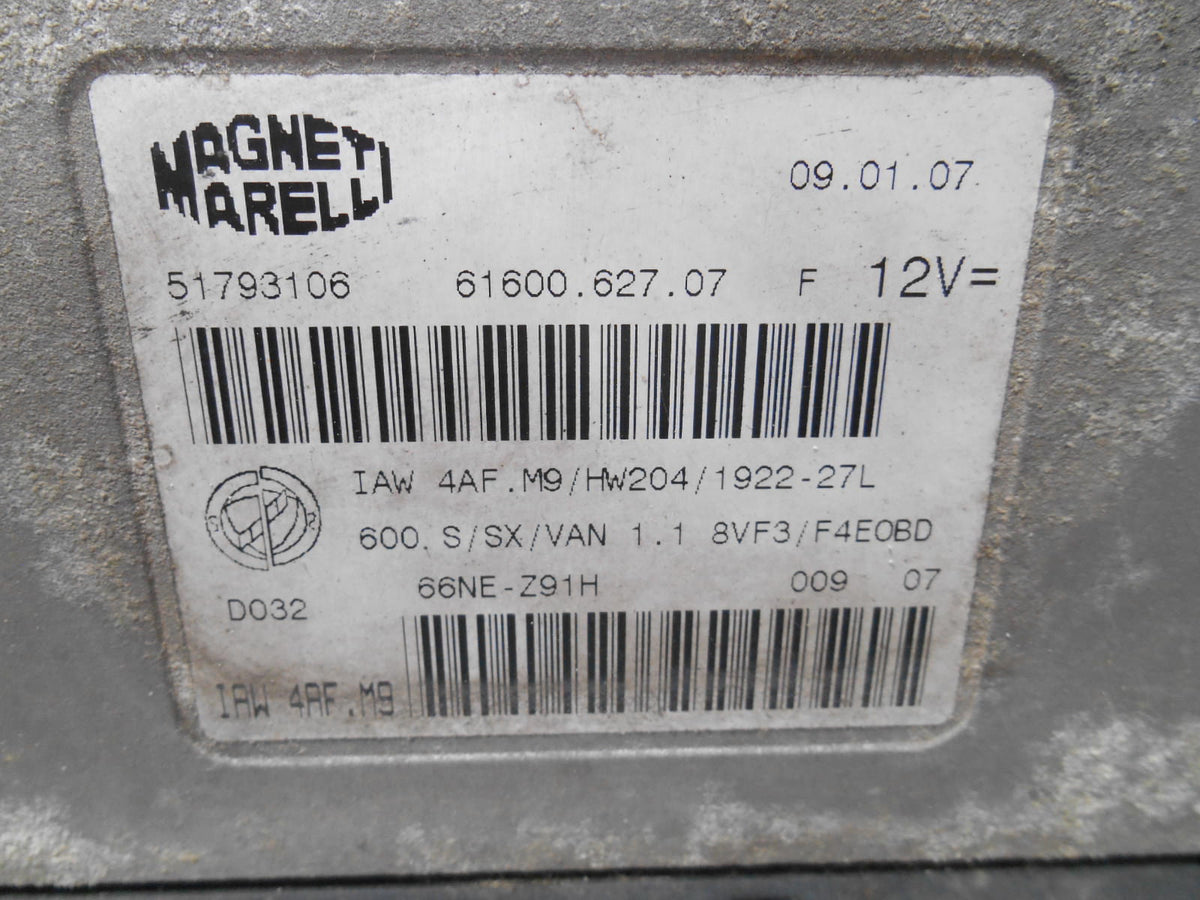 MAGNETI
MARELLI
09.01.07
51793106 61600.627.07 F 12V=
IAW 4AF.M9/HW204/1922-27L
600.S/SX/VAN 1.1 8VF3/F4EOBD
66NE-Z91H 009 07
D032
IAW 4AF.M9